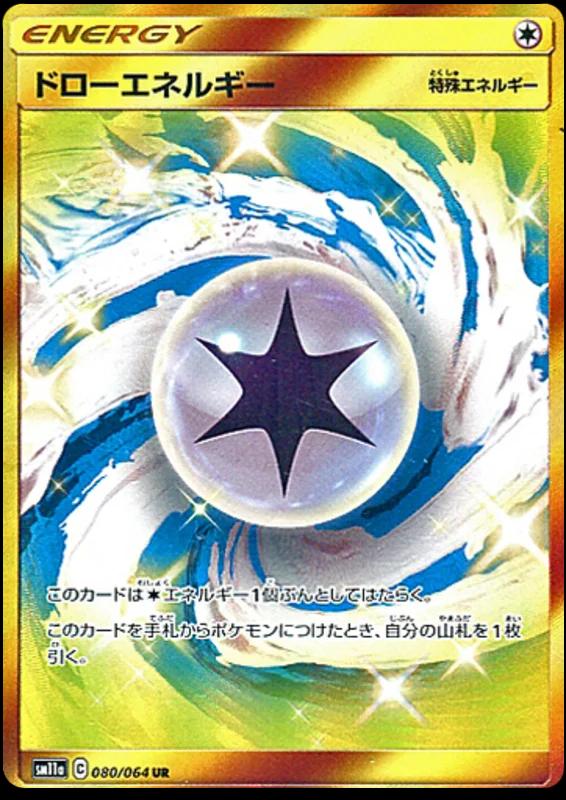 ENERGY
ドローエネルギー
特殊エネルギー
このカードは エネルギー1個ぶんとしてはたらく。
このカードを手札からポケモンにつけたとき、自分の山札を1枚
引く。
sm11a C 080/064 UR